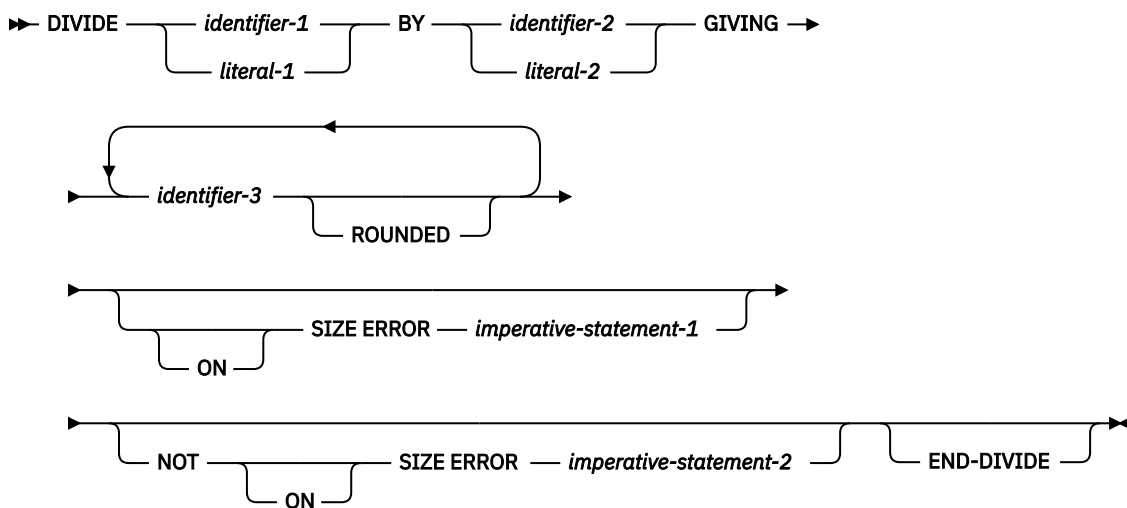 DIVIDE identifier-1 BY identifier-2 GIVING
literal-1 literal-2
identifier-3
ROUNDED
SIZE ERROR imperative-statement-1
ON
NOT SIZE ERROR imperative-statement-2 END-DIVIDE
ON